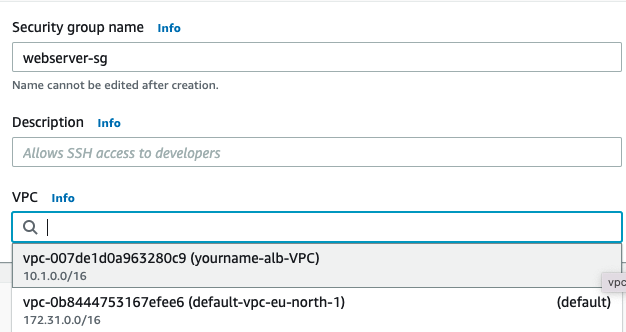 Security group name Info
webserver-sg
Name cannot be edited after creation.
Description Info
Allows SSH access to developers
VPC Info
vpc-007de1d0a963280c9 (yourname-alb-VPC)
10.1.0.0/16
vpc
vpc-0b8444753167efee6 (default-vpc-eu-north-1) (default)
172.31.0.0/16